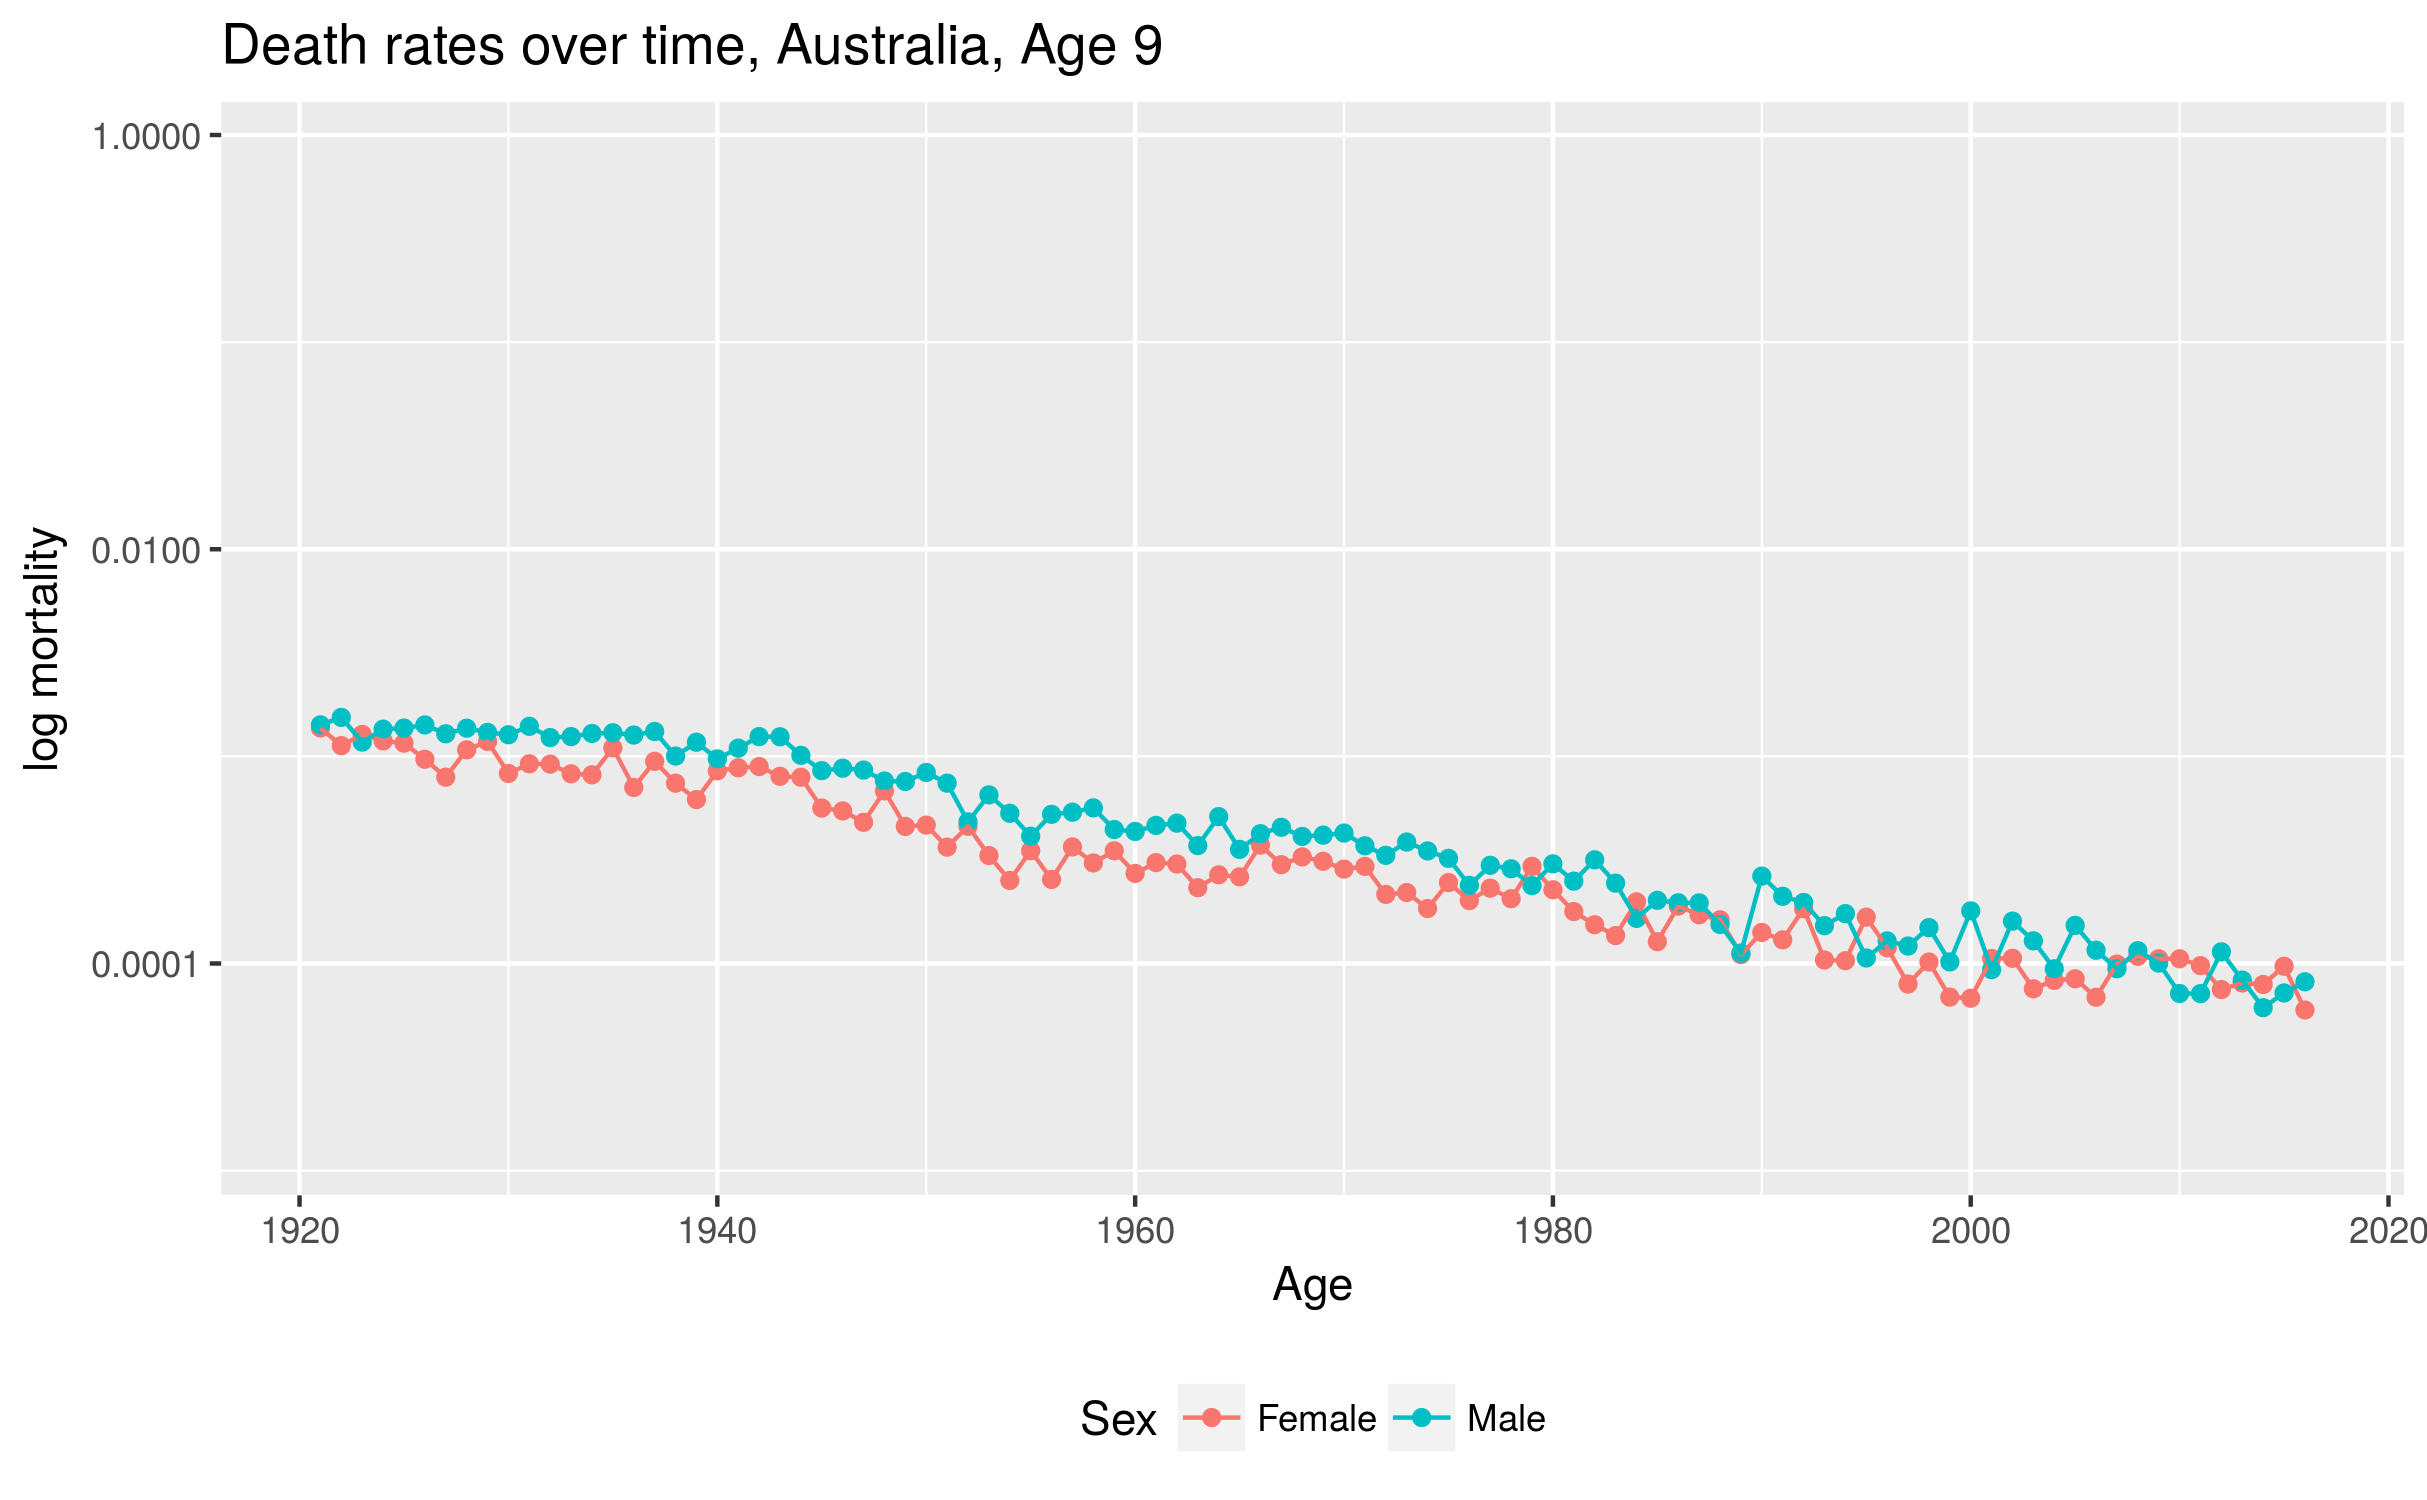 Death rates over time, Australia, Age 9
log mortality
1.0000
0.0100
0.0001
1920 1940 1960 1980 2000 2020
Age
Sex Female Male